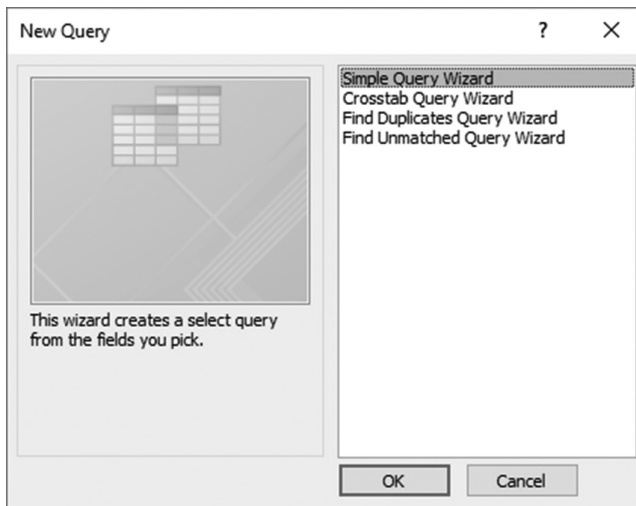 New Query
?
Simple Query Wizard
Crosstab Query Wizard
Find Duplicates Query Wizard
Find Unmatched Query Wizard
This wizard creates a select query
from the fields you pick.
OK
Cancel